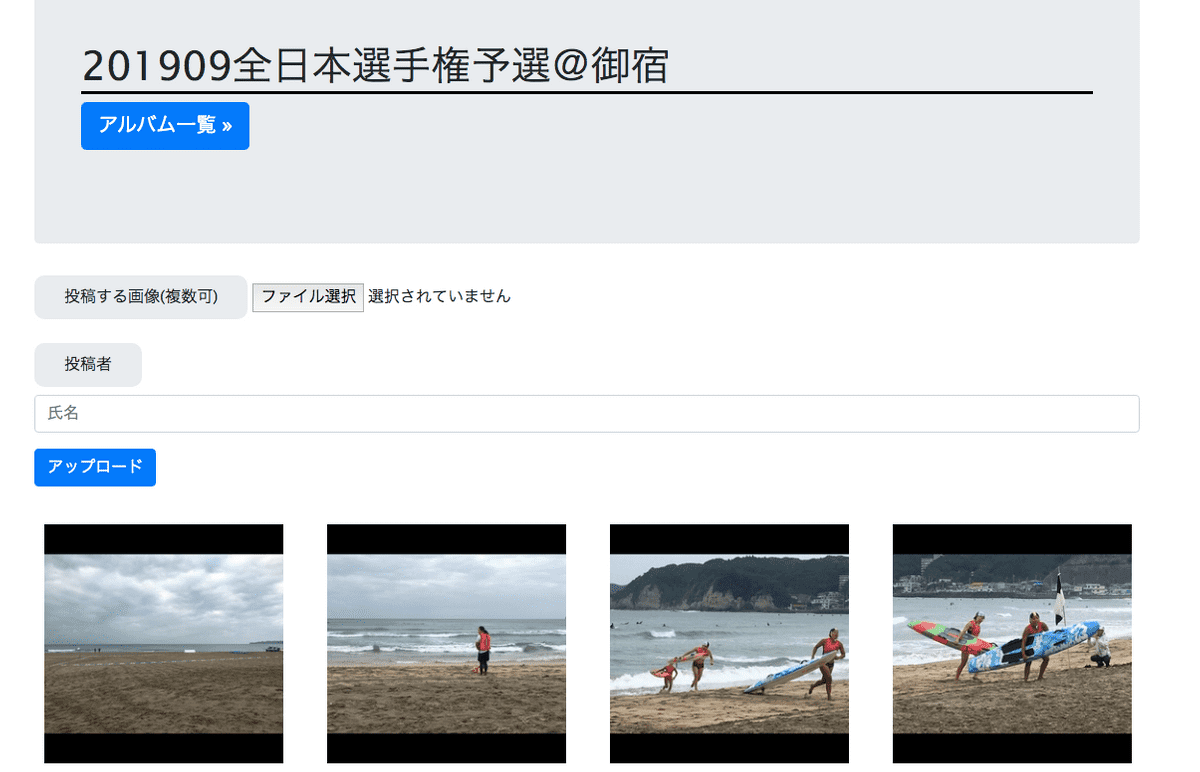 201909全日本選手権予選@御宿
アルバム一覧 »
投稿する画像(複数可) ファイル選択 選択されていません
投稿者
氏名
アップロード